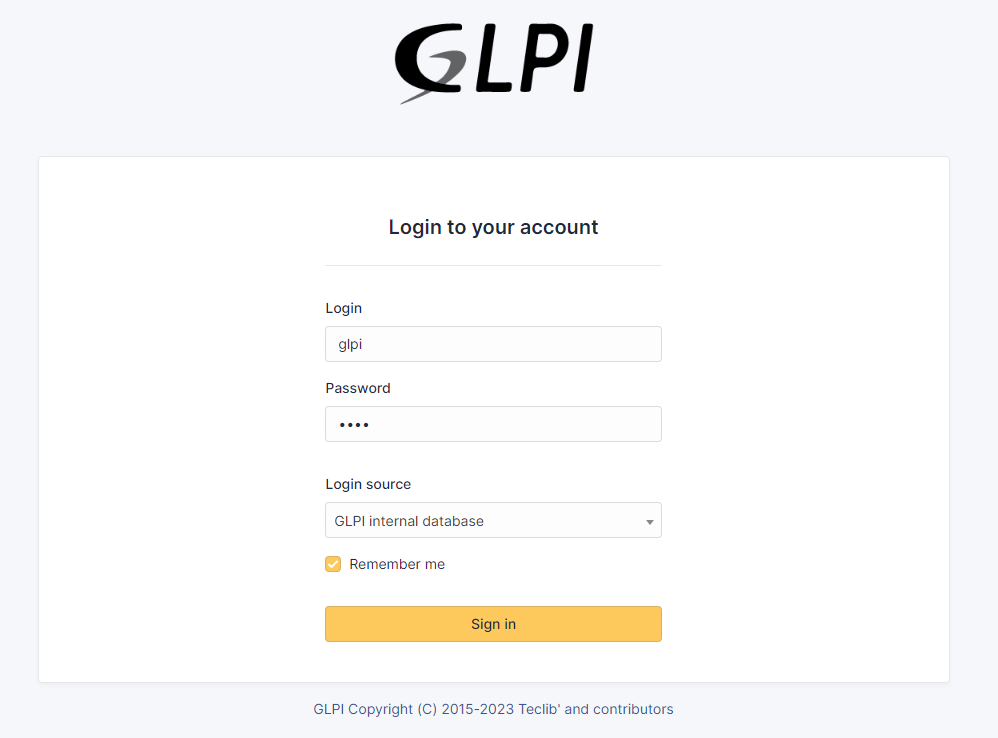 GLPI
Login to your account
Login
glpi
Password
••••
Login source
GLPI internal database
Remember me
Sign in
GLPI Copyright (C) 2015-2023 Teclib' and contributors